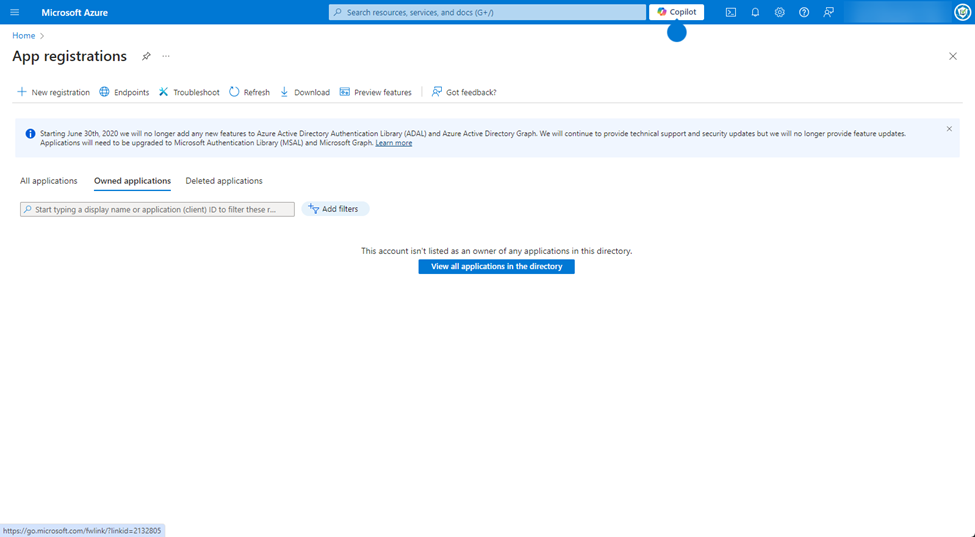 Microsoft Azure
Search resources, services, and docs (G+/)
Copilot
Home
App registrations
New registration Endpoints Troubleshoot Refresh Download Preview features Got feedback?
Starting June 30th, 2020 we will no longer add any new features to Azure Active Directory Authentication Library (ADAL) and Azure Active Directory Graph. We will continue to provide technical support and security updates but we will no longer provide feature updates.
Applications will need to be upgraded to Microsoft Authentication Library (MSAL) and Microsoft Graph. Learn more
All applications Owned applications Deleted applications
Start typing a display name or application (client) ID to filter these r...
Add filters
This account isn't listed as an owner of any applications in this directory.
View all applications in the directory
https://go.microsoft.com/fwlink/?linkid=2132805